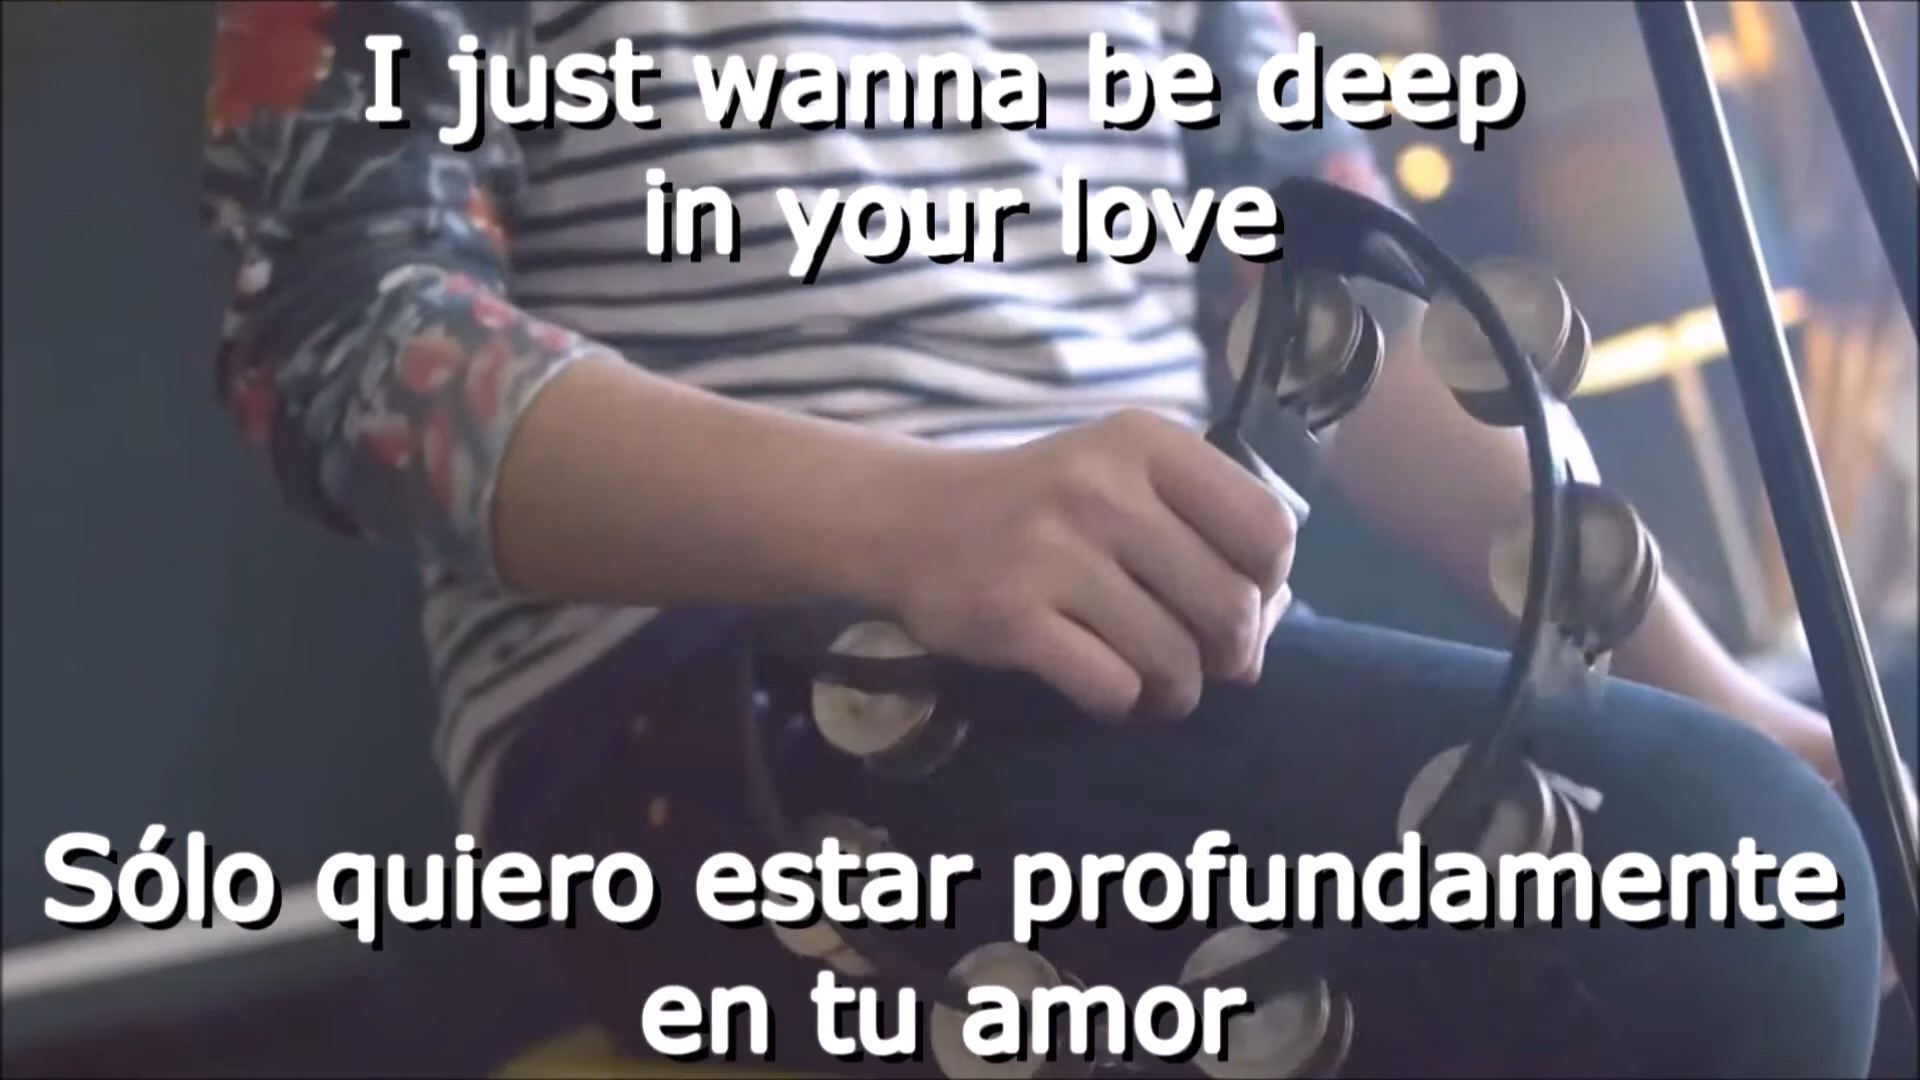 I just wanna be deep
in your love
Sólo quiero estar profundamente
en tu amor